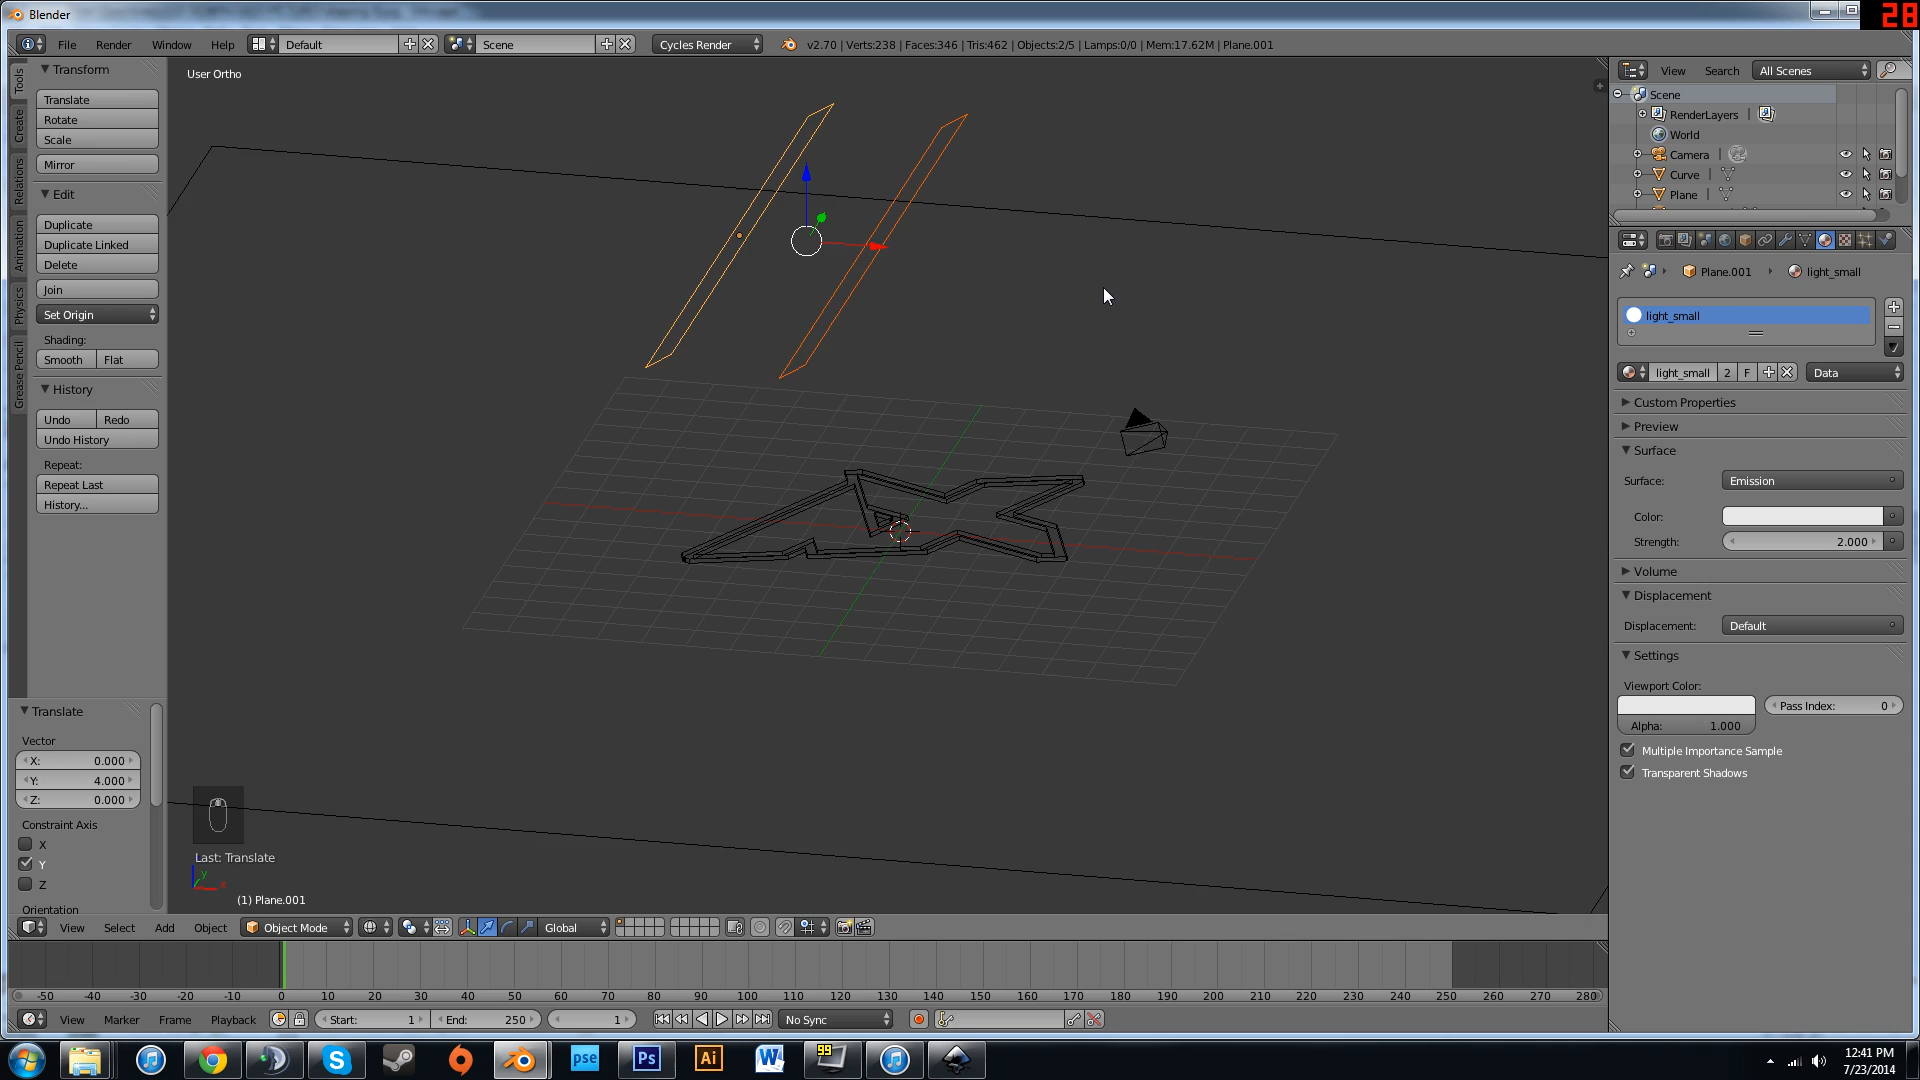 Blender
28
File Render Window Help Default Scene Cycles Render v2.70 | Verts:238 | Faces:346 | Tris:462 | Objects:2/5 | Lamps:0/0 | Mem:17.62M | Plane.001
Tools
Create
Relations
Animation
Physics
Grease Pencil
Transform
Translate
Rotate
Scale
Mirror
Edit
Duplicate
Duplicate Linked
Delete
Join
Set Origin
Shading:
Smooth Flat
History
Undo Redo
Undo History
Repeat:
Repeat Last
History...
Translate
Vector
X: 0.000
Y: 4.000
Z: 0.000
Constraint Axis
X
Y
Z
Orientation
User Ortho
Last: Translate
y
x
(1) Plane.001
View Search All Scenes
Scene
RenderLayers |
World
Camera |
Curve |
Plane |
Plane.001 light_small
light_small
light_small 2 F Data
Custom Properties
Preview
Surface
Surface: Emission
Color:
Strength: 2.000
Volume
Displacement
Displacement: Default
Settings
Viewport Color:
Pass Index: 0
Alpha: 1.000
Multiple Importance Sample
Transparent Shadows
View Select Add Object Object Mode Global
-50 -40 -30 -20 -10 0 10 20 30 40 50 60 70 80 90 100 110 120 130 140 150 160 170 180 190 200 210 220 230 240 250 260 270 280
View Marker Frame Playback Start: 1 End: 250 1 No Sync
pse Ps Ai W 99
12:41 PM
7/23/2014